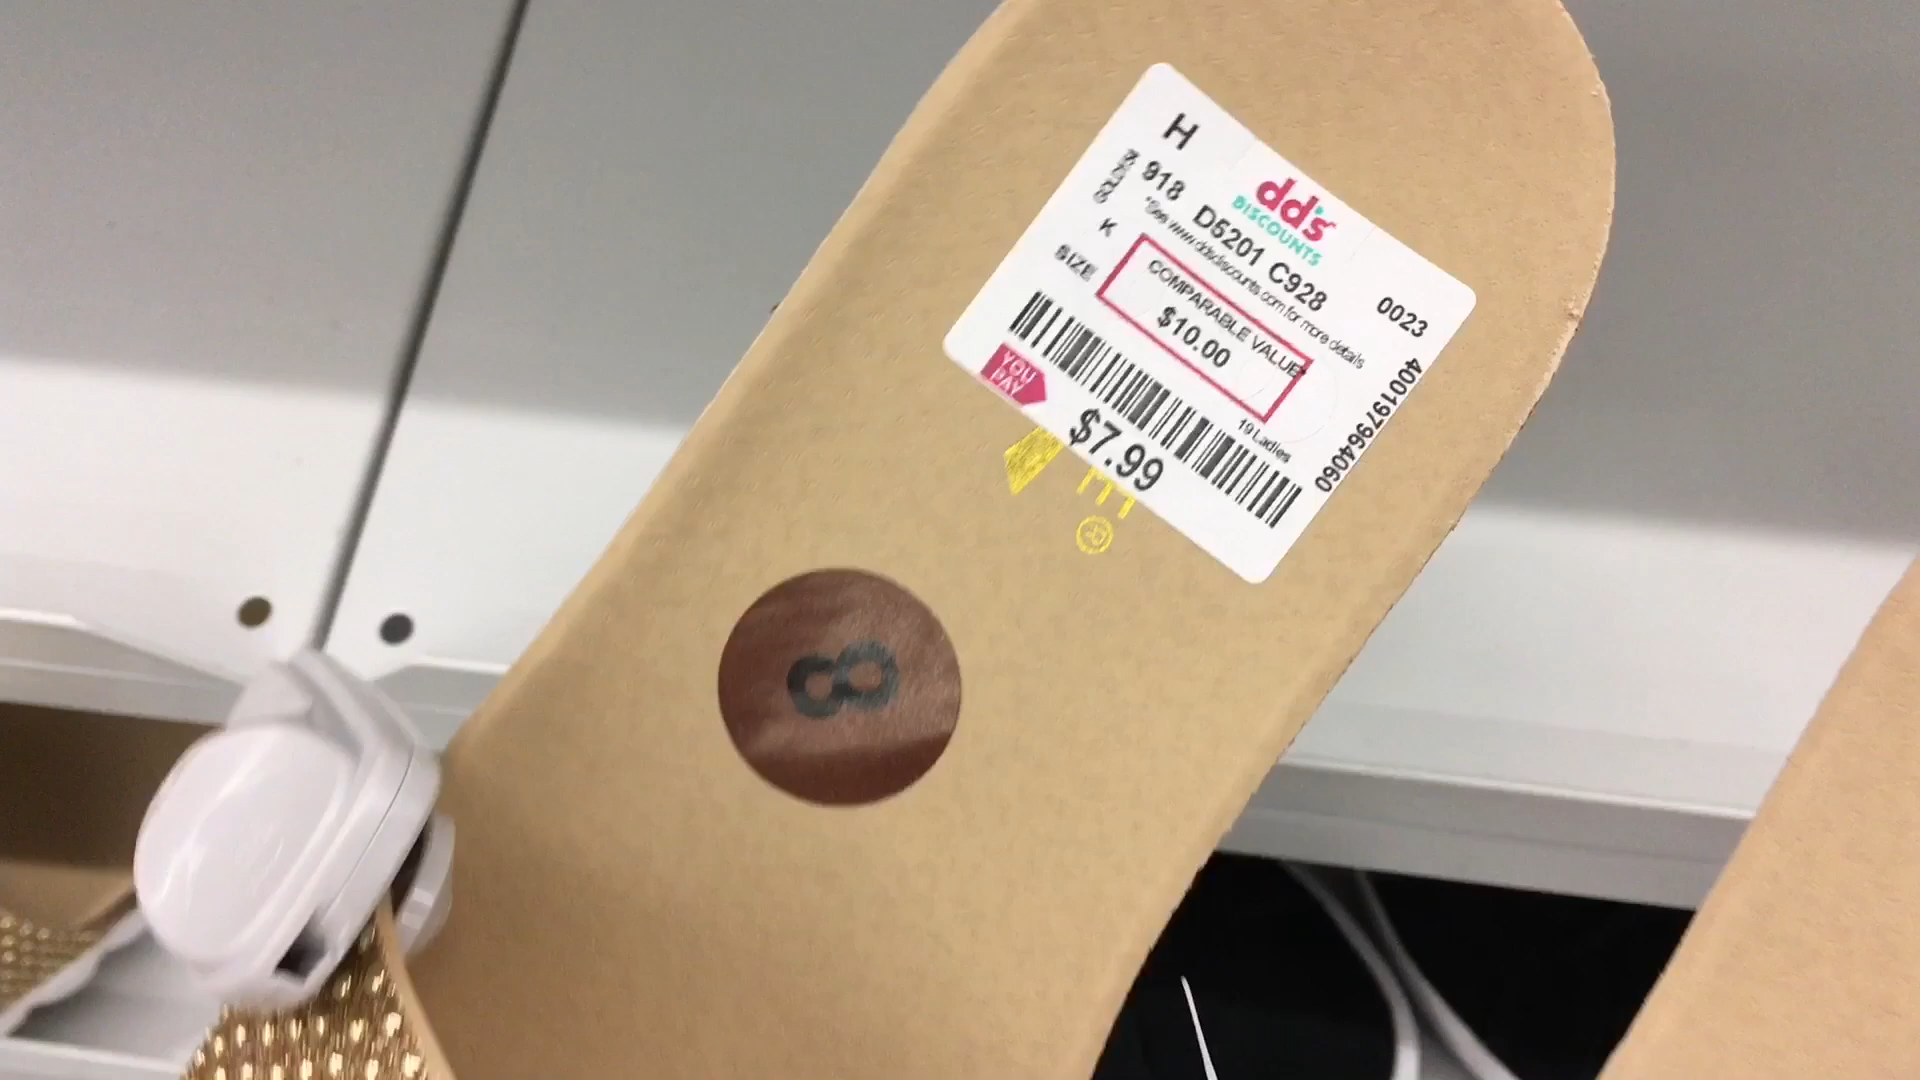 H
dd's
DISCOUNTS
918 D5201 C928 0023
*See www.ddsdiscounts.com for more details
K
SIZE
COMPARABLE VALUE*
$10.00
400197964060
19 Ladies
YOU
PAY
$7.99
®
8